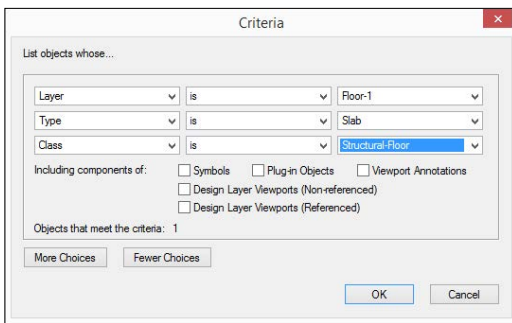 Criteria
List objects whose...
Layer is Floor-1
Type is Slab
Class is Structural-Floor
Including components of: Symbols Plug-in Objects Viewport Annotations
Design Layer Viewports (Non-referenced)
Design Layer Viewports (Referenced)
Objects that meet the criteria: 1
More Choices Fewer Choices
OK Cancel